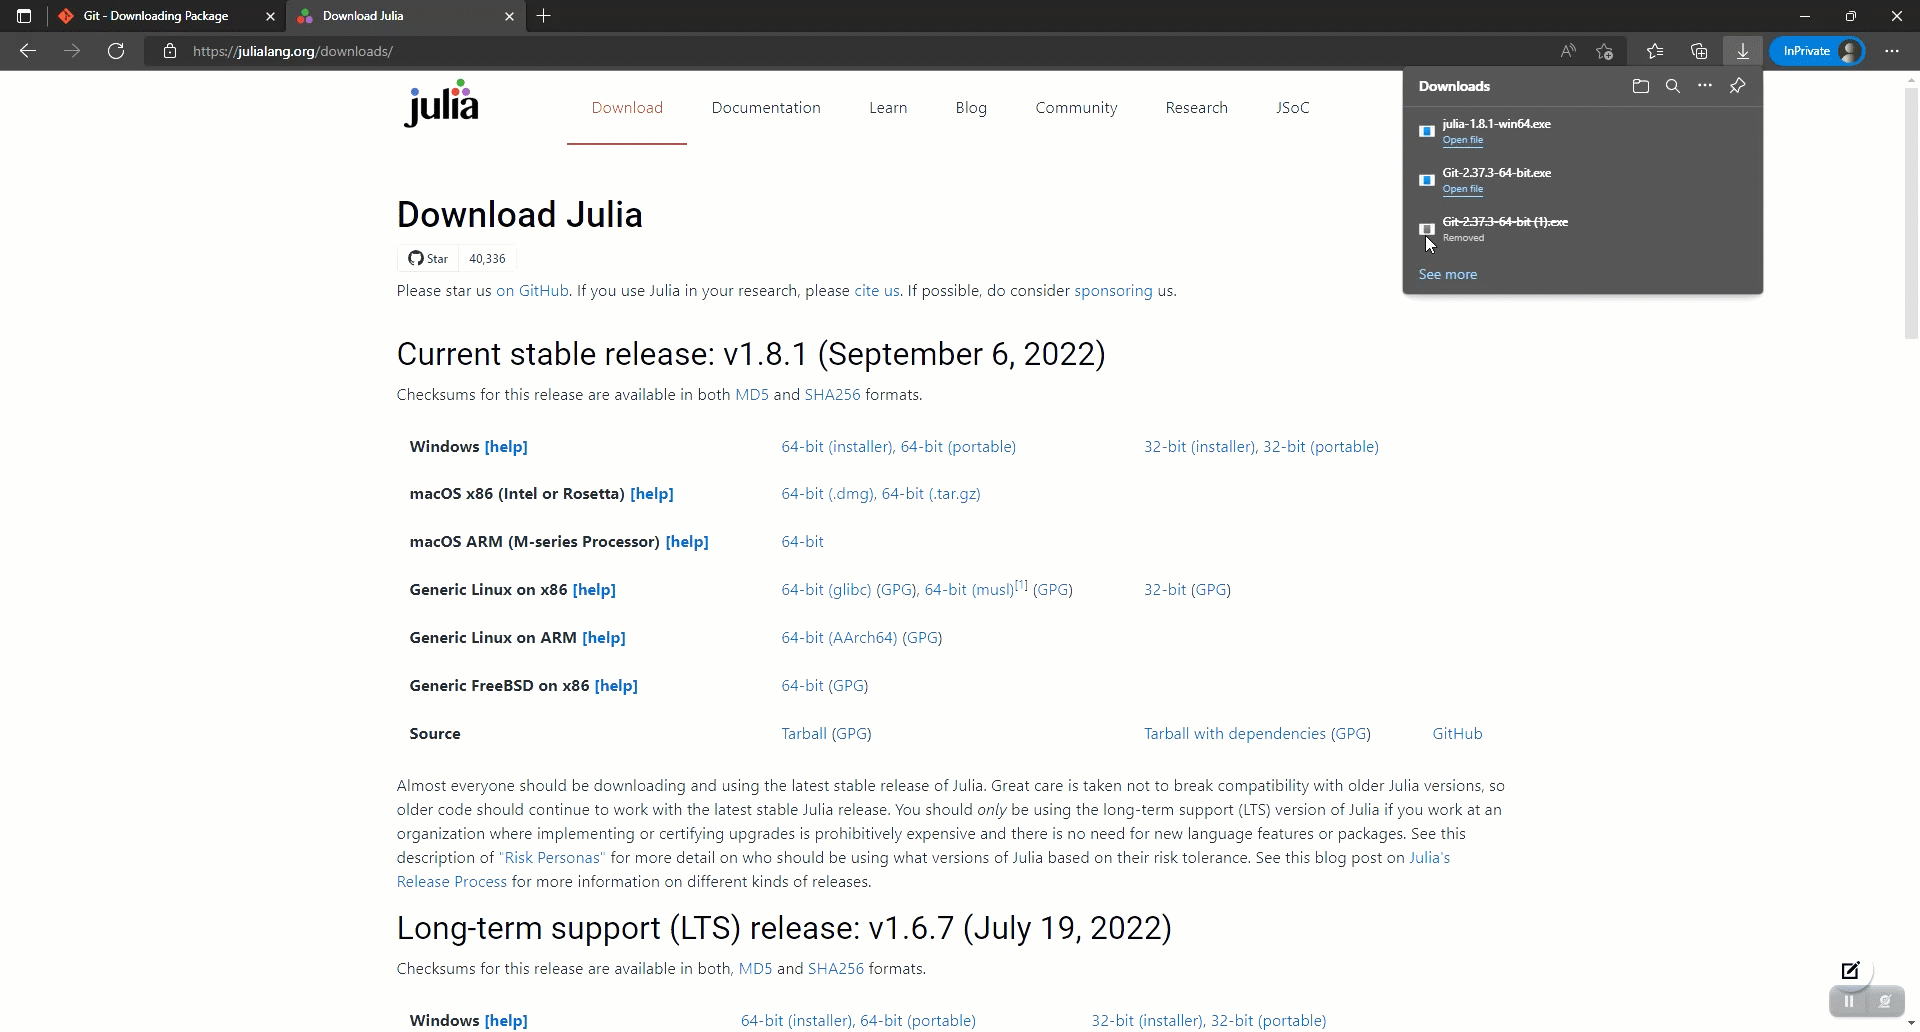 Git - Downloading Package
Download Julia
https://julialang.org/downloads/
InPrivate
julia
Download
Documentation
Learn
Blog
Community
Research
JSoC
Downloads
julia-1.8.1-win64.exe
Open file
Git-2.37.3-64-bit.exe
Open file
Git-2.37.3-64-bit (1).exe
Removed
See more
Download Julia
Star 40,336
Please star us on GitHub. If you use Julia in your research, please cite us. If possible, do consider sponsoring us.
Current stable release: v1.8.1 (September 6, 2022)
Checksums for this release are available in both MD5 and SHA256 formats.
Windows [help] 64-bit (installer), 64-bit (portable) 32-bit (installer), 32-bit (portable)
macOS x86 (Intel or Rosetta) [help] 64-bit (.dmg), 64-bit (.tar.gz)
macOS ARM (M-series Processor) [help] 64-bit
Generic Linux on x86 [help] 64-bit (glibc) (GPG), 64-bit (musl)[1] (GPG) 32-bit (GPG)
Generic Linux on ARM [help] 64-bit (AArch64) (GPG)
Generic FreeBSD on x86 [help] 64-bit (GPG)
Source Tarball (GPG) Tarball with dependencies (GPG) GitHub
Almost everyone should be downloading and using the latest stable release of Julia. Great care is taken not to break compatibility with older Julia versions, so
older code should continue to work with the latest stable Julia release. You should only be using the long-term support (LTS) version of Julia if you work at an
organization where implementing or certifying upgrades is prohibitively expensive and there is no need for new language features or packages. See this
description of "Risk Personas" for more detail on who should be using what versions of Julia based on their risk tolerance. See this blog post on Julia's
Release Process for more information on different kinds of releases.
Long-term support (LTS) release: v1.6.7 (July 19, 2022)
Checksums for this release are available in both, MD5 and SHA256 formats.
Windows [help] 64-bit (installer), 64-bit (portable) 32-bit (installer), 32-bit (portable)